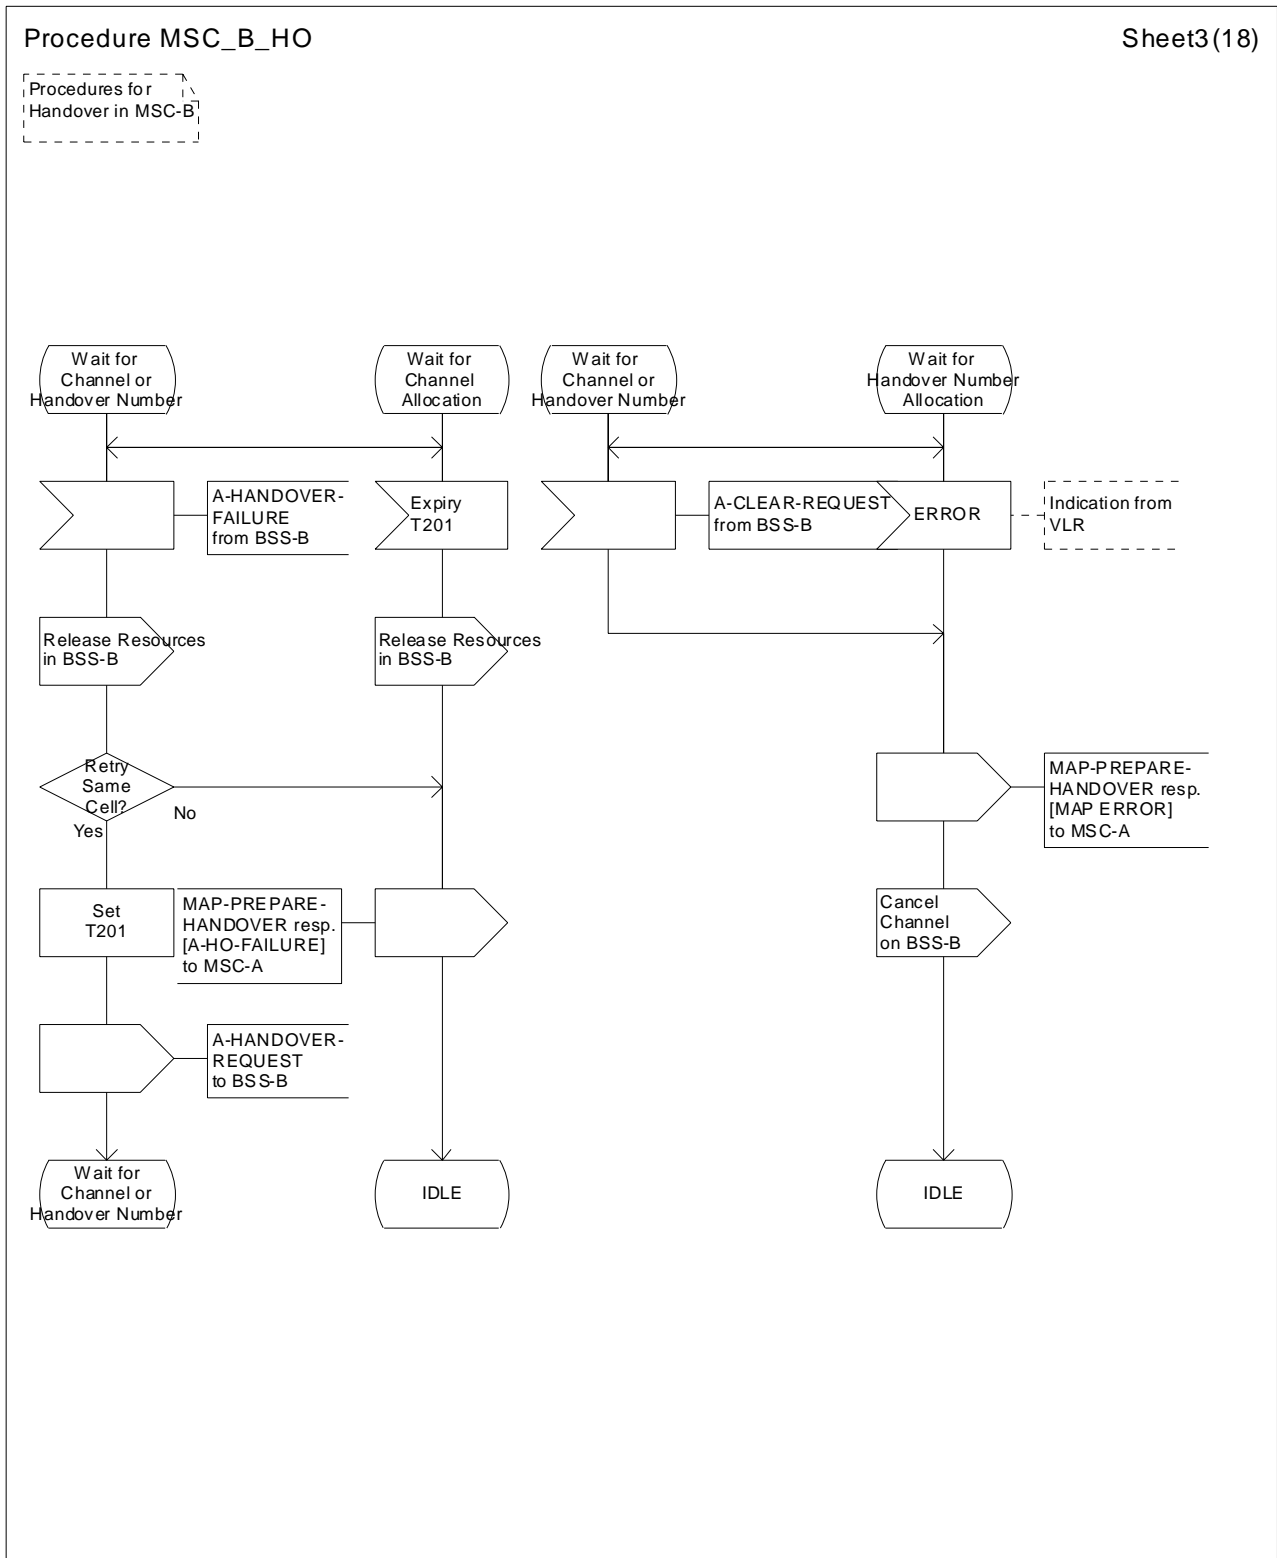 Procedure MSC_B_HO
Sheet3(18)
Procedures for
Handover in MSC-B
Wait for
Channel or
Handover Number
Wait for
Channel
Allocation
Wait for
Channel or
Handover Number
Wait for
Handover Number
Allocation
A-HANDOVER-
FAILURE
from BSS-B
Expiry
T201
A-CLEAR-REQUEST
from BSS-B
ERROR
Indication from
VLR
Release Resources
in BSS-B
Release Resources
in BSS-B
Retry
Same
Cell?
No
Yes
MAP-PREPARE-
HANDOVER resp.
[MAP ERROR]
to MSC-A
Set
T201
MAP-PREPARE-
HANDOVER resp.
[A-HO-FAILURE]
to MSC-A
Cancel
Channel
on BSS-B
A-HANDOVER-
REQUEST
to BSS-B
Wait for
Channel or
Handover Number
IDLE
IDLE